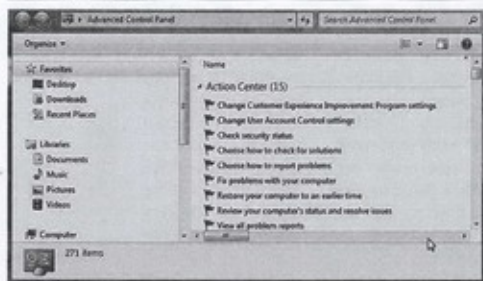 Advanced Control Panel
Search Advanced Control Panel
Organize
Favorites
Desktop
Downloads
Recent Places
Libraries
Documents
Music
Pictures
Videos
Computer
271 items
Name
Action Center (15)
Change Customer Experience Improvement Program settings
Change User Account Control settings
Check security status
Choose how to check for solutions
Choose how to report problems
Fix problems with your computer
Restore your computer to an earlier time
Review your computer's status and resolve issues
View all problem reports